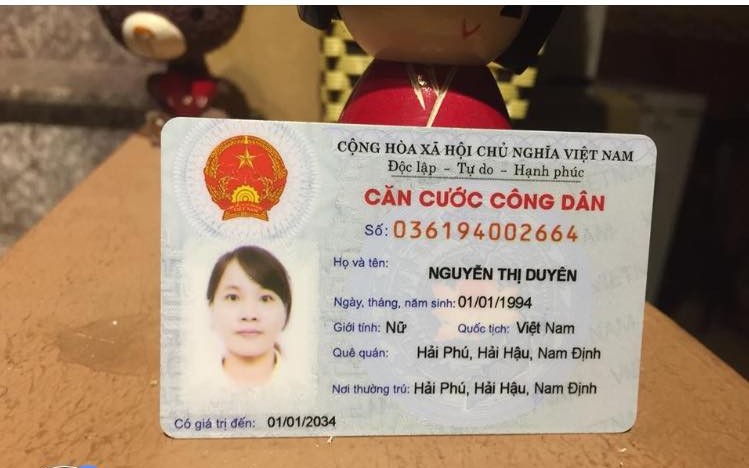 CỘNG HÒA XÃ HỘI CHỦ NGHĨA VIỆT NAM
Độc lập – Tự do – Hạnh phúc
CĂN CƯỚC CÔNG DÂN
Số: 036194002664
Họ và tên:
NGUYỄN THỊ DUYÊN
Ngày, tháng, năm sinh: 01/01/1994
Giới tính: Nữ Quốc tịch: Việt Nam
Quê quán: Hải Phú, Hải Hậu, Nam Định
Nơi thường trú: Hải Phú, Hải Hậu, Nam Định
Có giá trị đến: 01/01/2034